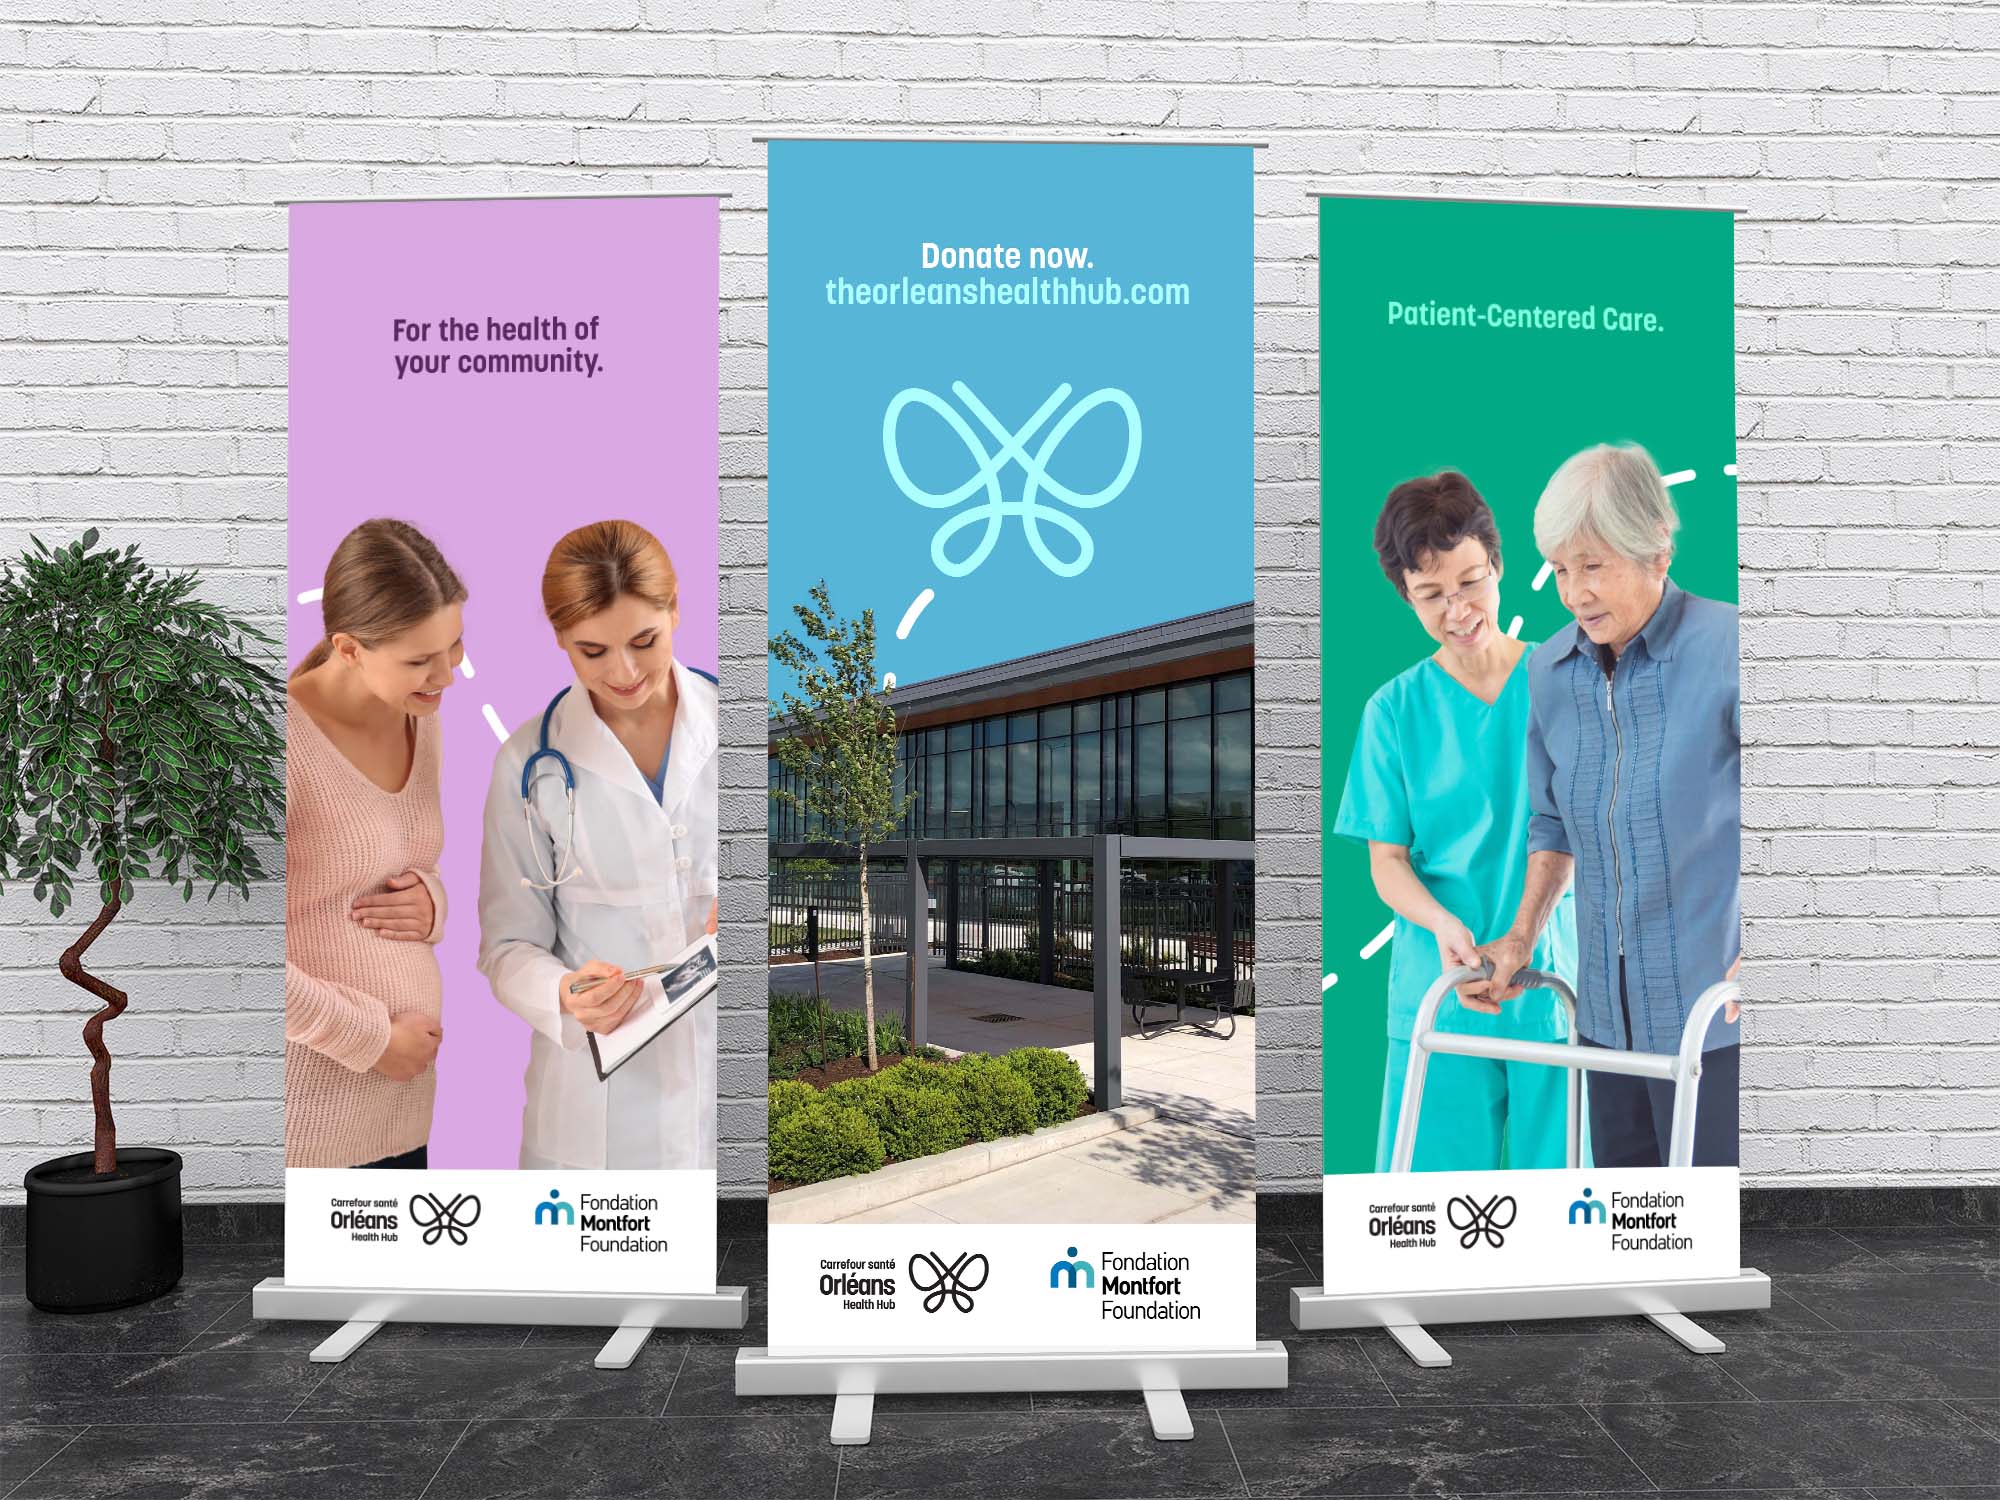 For the health of
your community.
Carrefour santé
Orléans
Health Hub
Fondation
Montfort
Foundation
Donate now.
theorleanshealthhub.com
Carrefour santé
Orléans
Health Hub
Fondation
Montfort
Foundation
Patient-Centered Care.
Carrefour santé
Orléans
Health Hub
Fondation
Montfort
Foundation